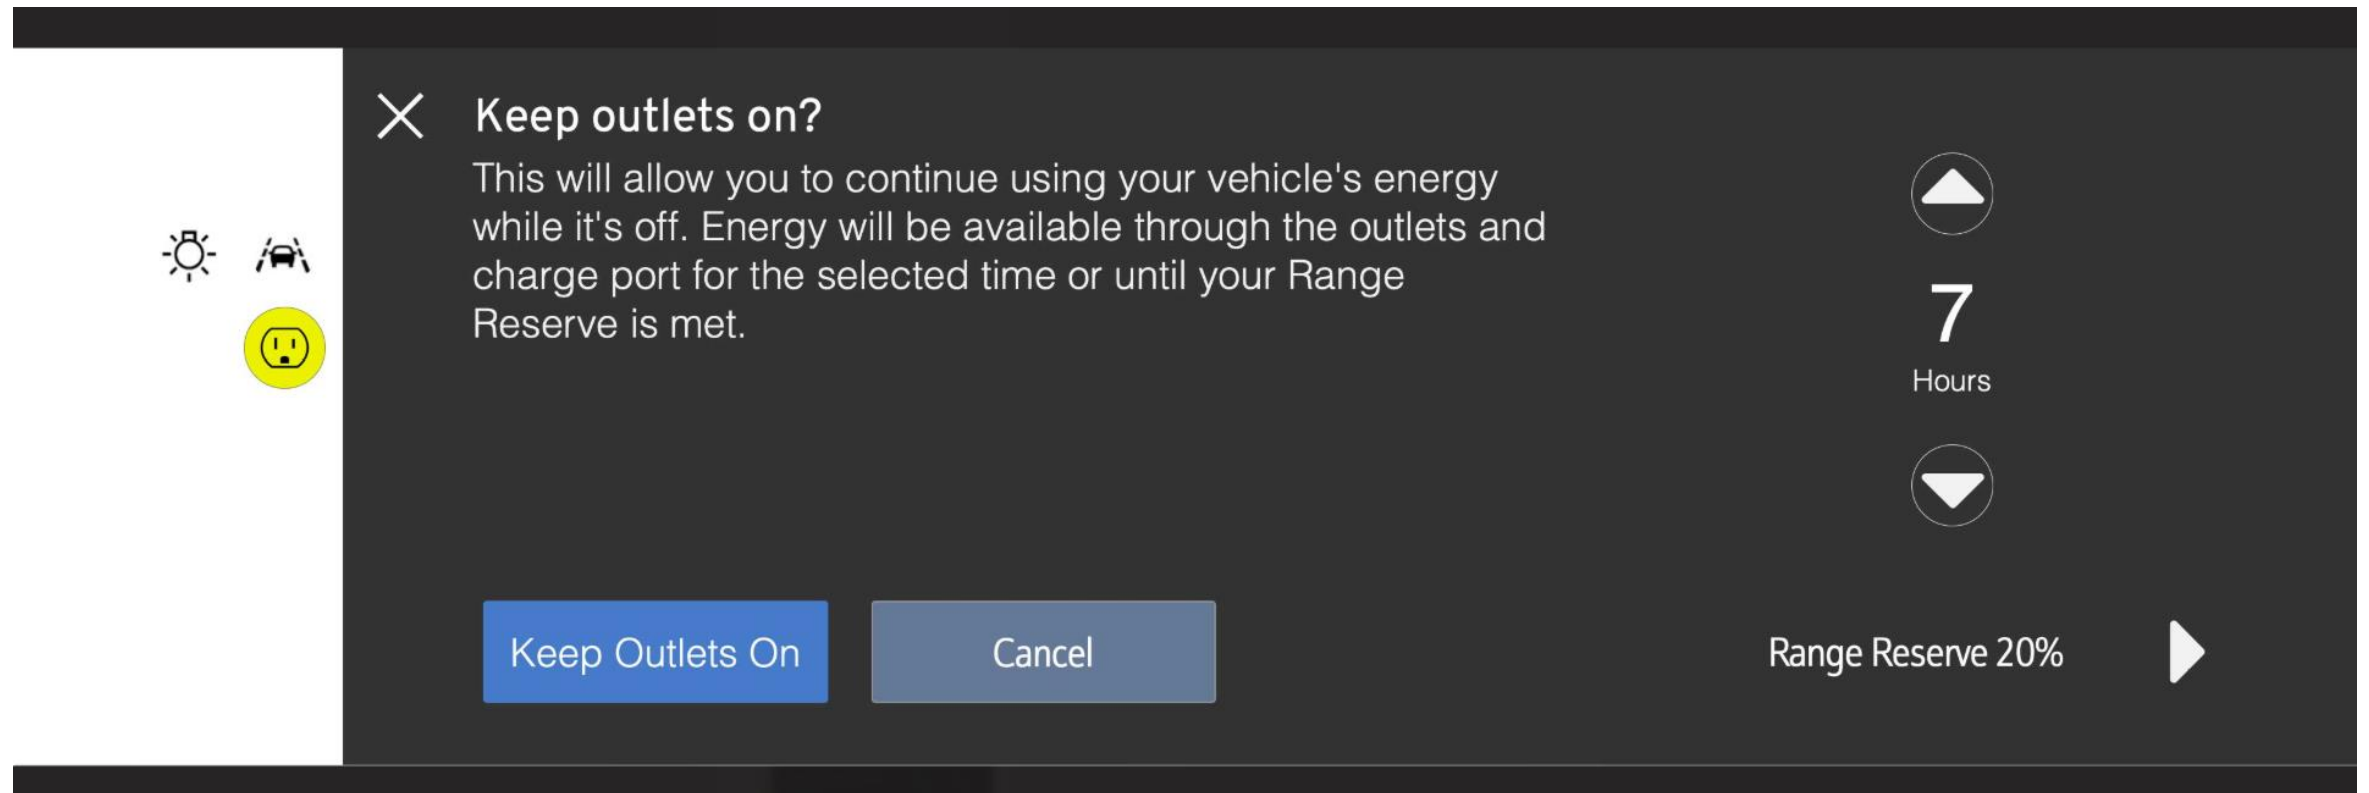 Keep outlets on?
This will allow you to continue using your vehicle's energy
while it's off. Energy will be available through the outlets and
charge port for the selected time or until your Range
Reserve is met.
7
Hours
Keep Outlets On
Cancel
Range Reserve 20%